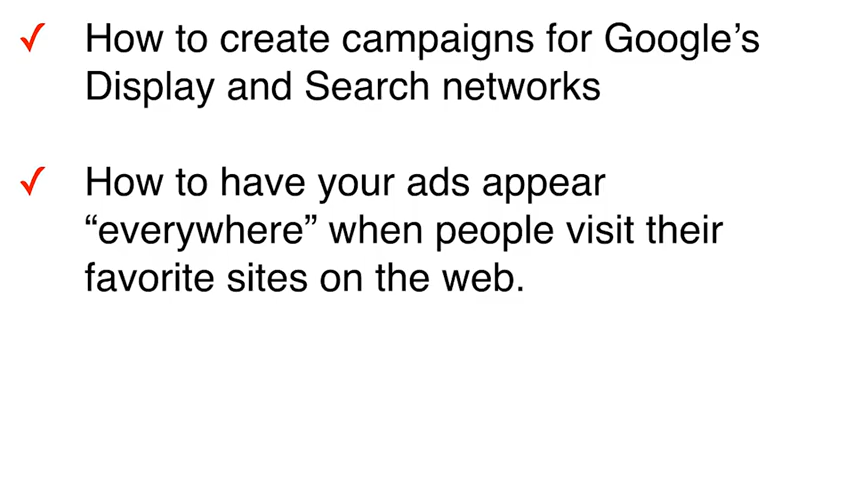 ✓ How to create campaigns for Google’s
Display and Search networks
✓ How to have your ads appear
“everywhere” when people visit their
favorite sites on the web.